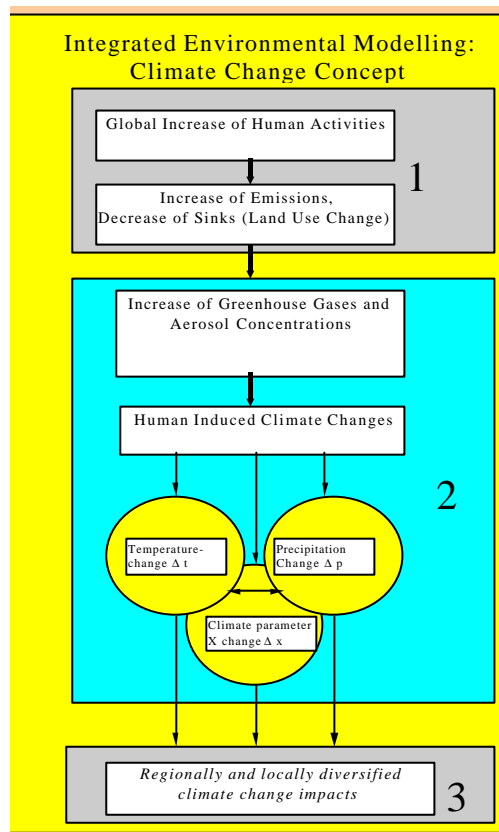 Integrated Environmental Modelling:
Climate Change Concept
Global Increase of Human Activities
1
Increase of Emissions,
Decrease of Sinks (Land Use Change)
Increase of Greenhouse Gases and
Aerosol Concentrations
Human Induced Climate Changes
2
Temperature-
change Δ t
Precipitation
Change Δ p
Climate parameter
X change Δ x
Regionally and locally diversified
climate change impacts
3